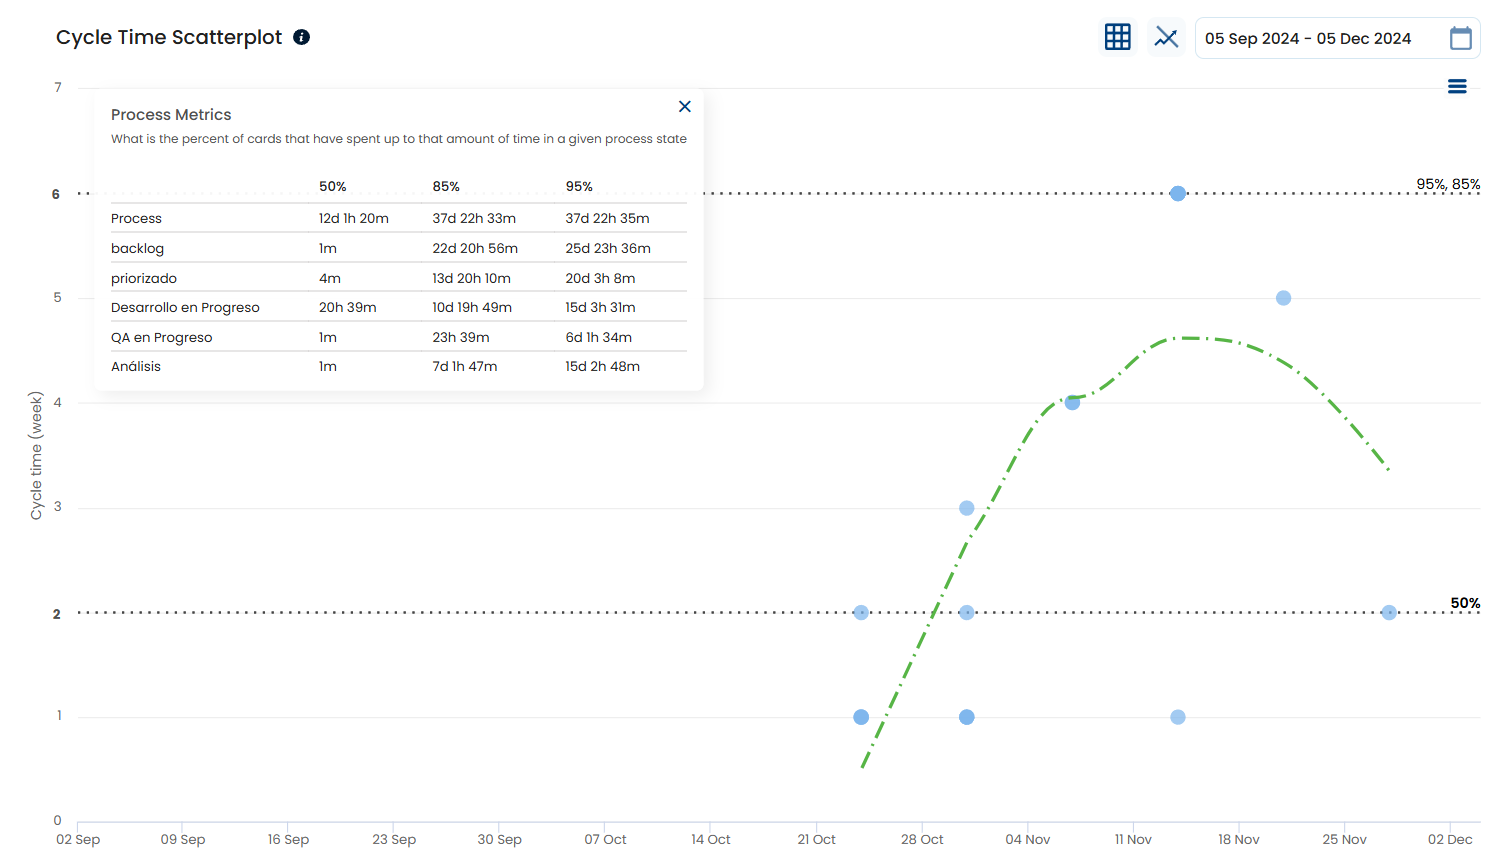 Cycle Time Scatterplot
05 Sep 2024 - 05 Dec 2024
7
Process Metrics
What is the percent of cards that have spent up to that amount of time in a given process state
50% 85% 95%
Process 12d 1h 20m 37d 22h 33m 37d 22h 35m
backlog 1m 22d 20h 56m 25d 23h 36m
priorizado 4m 13d 20h 10m 20d 3h 8m
Desarrollo en Progreso 20h 39m 10d 19h 49m 15d 3h 31m
QA en Progreso 1m 23h 39m 6d 1h 34m
Análisis 1m 7d 1h 47m 15d 2h 48m
95%, 85%
6
5
4
Cycle time (week)
3
50%
2
1
0
02 Sep 09 Sep 16 Sep 23 Sep 30 Sep 07 Oct 14 Oct 21 Oct 28 Oct 04 Nov 11 Nov 18 Nov 25 Nov 02 Dec